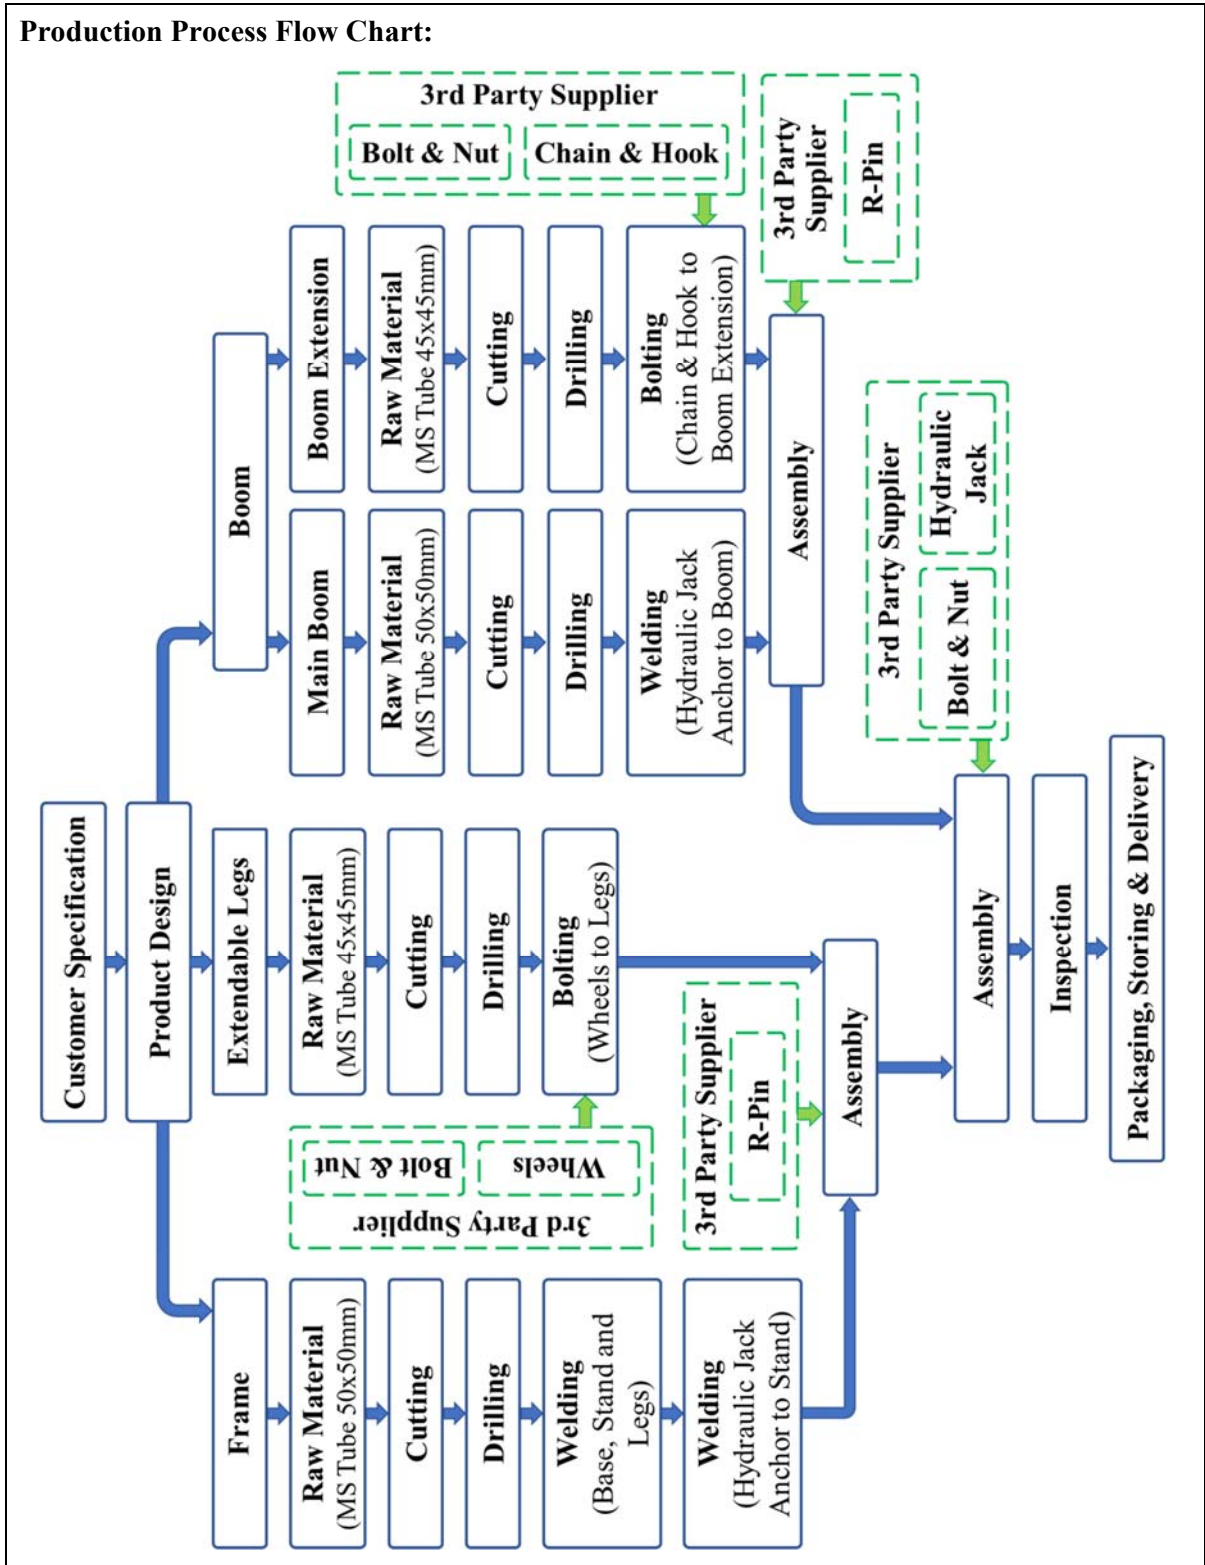 Production Process Flow Chart:
Customer Specification
Product Design
Frame
Raw Material
(MS Tube 50x50mm)
Cutting
Drilling
Welding
(Base, Stand and
Legs)
Welding
(Hydraulic Jack
Anchor to Stand)
Extendable Legs
Raw Material
(MS Tube 45x45mm)
Cutting
Drilling
Bolting
(Wheels to Legs)
3rd Party Supplier
Bolt & Nut
Wheels
3rd Party Supplier
R-Pin
Assembly
Boom
Main Boom
Raw Material
(MS Tube 50x50mm)
Cutting
Drilling
Welding
(Hydraulic Jack
Anchor to Boom)
Boom Extension
Raw Material
(MS Tube 45x45mm)
Cutting
Drilling
Bolting
(Chain & Hook to
Boom Extension)
3rd Party Supplier
Bolt & Nut
Chain & Hook
3rd Party
Supplier
R-Pin
Assembly
3rd Party Supplier
Bolt & Nut
Hydraulic
Jack
Assembly
Inspection
Packaging, Storing & Delivery